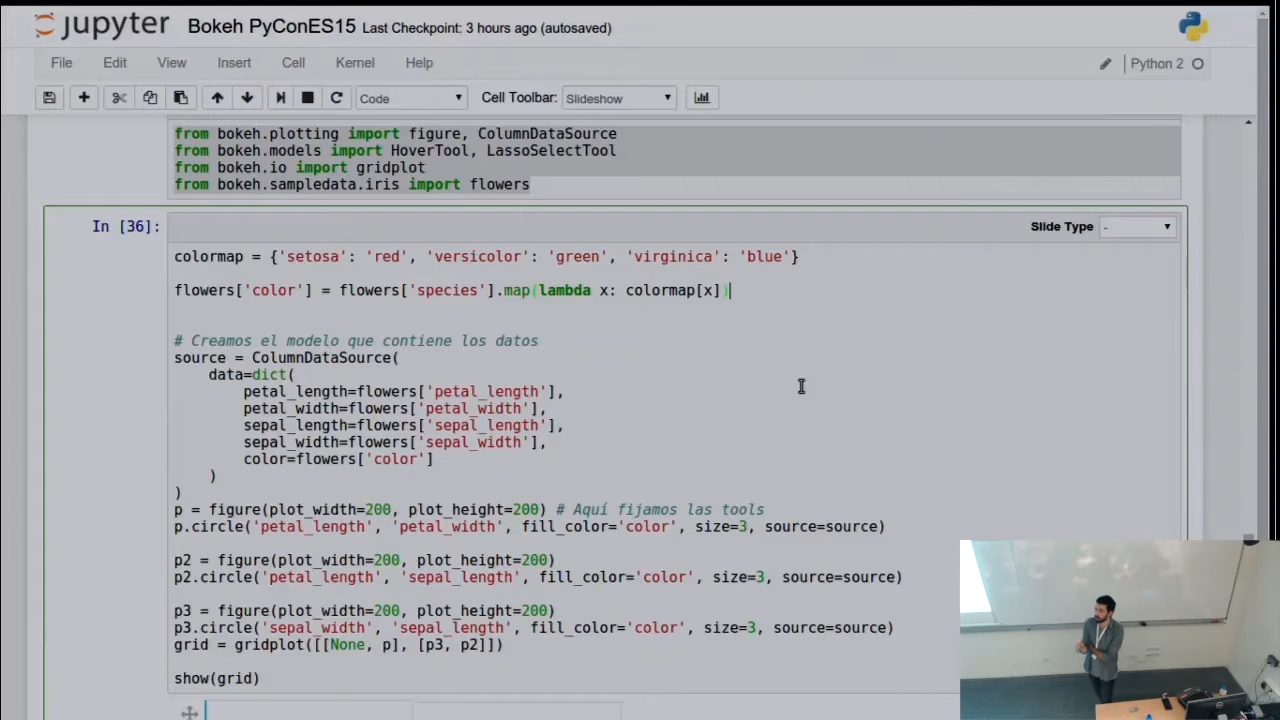 jupyter Bokeh PyConES15 Last Checkpoint: 3 hours ago (autosaved)
File Edit View Insert Cell Kernel Help Python 2
Code Cell Toolbar: Slideshow
from bokeh.plotting import figure, ColumnDataSource
from bokeh.models import HoverTool, LassoSelectTool
from bokeh.io import gridplot
from bokeh.sampledata.iris import flowers
In [36]:
Slide Type -
colormap = {'setosa': 'red', 'versicolor': 'green', 'virginica': 'blue'}
flowers['color'] = flowers['species'].map(lambda x: colormap[x])
# Creamos el modelo que contiene los datos
source = ColumnDataSource(
    data=dict(
        petal_length=flowers['petal_length'],
        petal_width=flowers['petal_width'],
        sepal_length=flowers['sepal_length'],
        sepal_width=flowers['sepal_width'],
        color=flowers['color']
    )
)
p = figure(plot_width=200, plot_height=200) # Aquí fijamos las tools
p.circle('petal_length', 'petal_width', fill_color='color', size=3, source=source)
p2 = figure(plot_width=200, plot_height=200)
p2.circle('petal_length', 'sepal_length', fill_color='color', size=3, source=source)
p3 = figure(plot_width=200, plot_height=200)
p3.circle('sepal_width', 'sepal_length', fill_color='color', size=3, source=source)
grid = gridplot([[None, p], [p3, p2]])
show(grid)